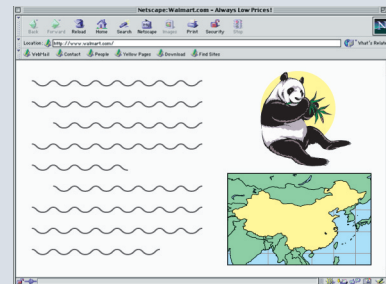 Netscape: Walmart.com - Always Low Prices!
Back Forward Reload Home Search Netscape Images Print Security Stop
Location: http://www.walmart.com/ What's Related
WebMail Contact People Yellow Pages Download Find Sites